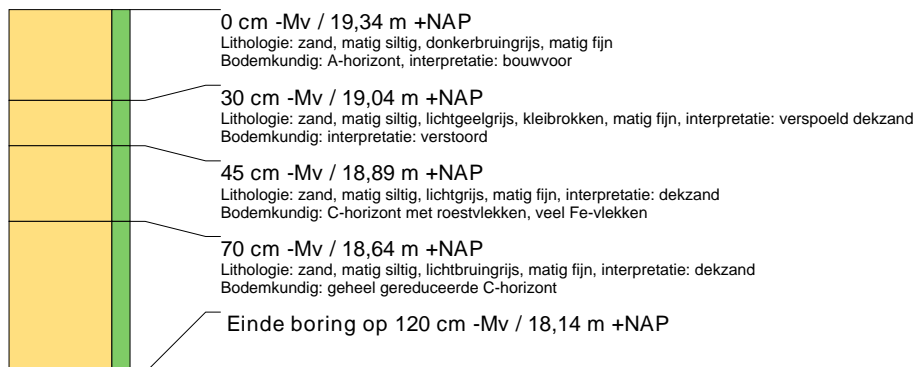 0 cm -Mv / 19,34 m +NAP
Lithologie: zand, matig siltig, donkerbruingrijs, matig fijn
Bodemkundig: A-horizont, interpretatie: bouwvoor
30 cm -Mv / 19,04 m +NAP
Lithologie: zand, matig siltig, lichtgeelgrijs, kleibrokken, matig fijn, interpretatie: verspoeld dekzand
Bodemkundig: interpretatie: verstoord
45 cm -Mv / 18,89 m +NAP
Lithologie: zand, matig siltig, lichtgrijs, matig fijn, interpretatie: dekzand
Bodemkundig: C-horizont met roestvlekken, veel Fe-vlekken
70 cm -Mv / 18,64 m +NAP
Lithologie: zand, matig siltig, lichtbruingrijs, matig fijn, interpretatie: dekzand
Bodemkundig: geheel gereduceerde C-horizont
Einde boring op 120 cm -Mv / 18,14 m +NAP